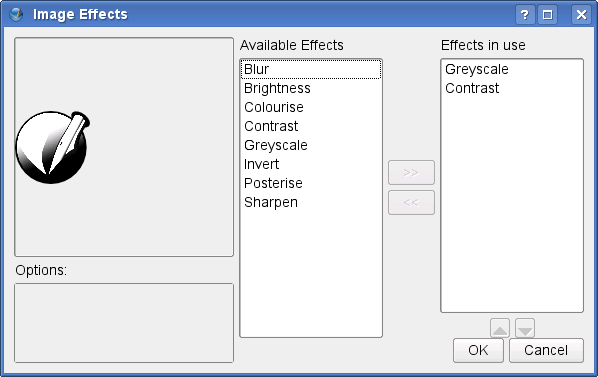 Image Effects
Available Effects
Effects in use
Blur
Brightness
Colourise
Contrast
Greyscale
Invert
Posterise
Sharpen
>>
<<
Greyscale
Contrast
Options:
OK
Cancel